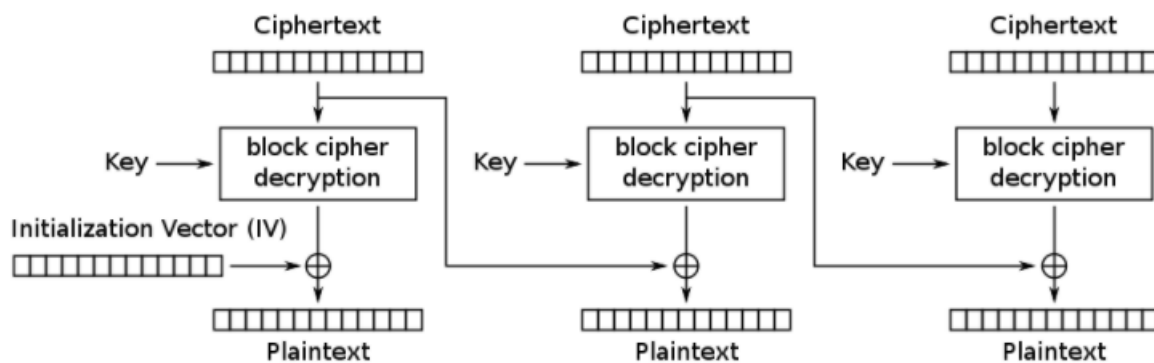 Ciphertext
Ciphertext
Ciphertext
Key
block cipher
decryption
Key
block cipher
decryption
Key
block cipher
decryption
Initialization Vector (IV)
Plaintext
Plaintext
Plaintext